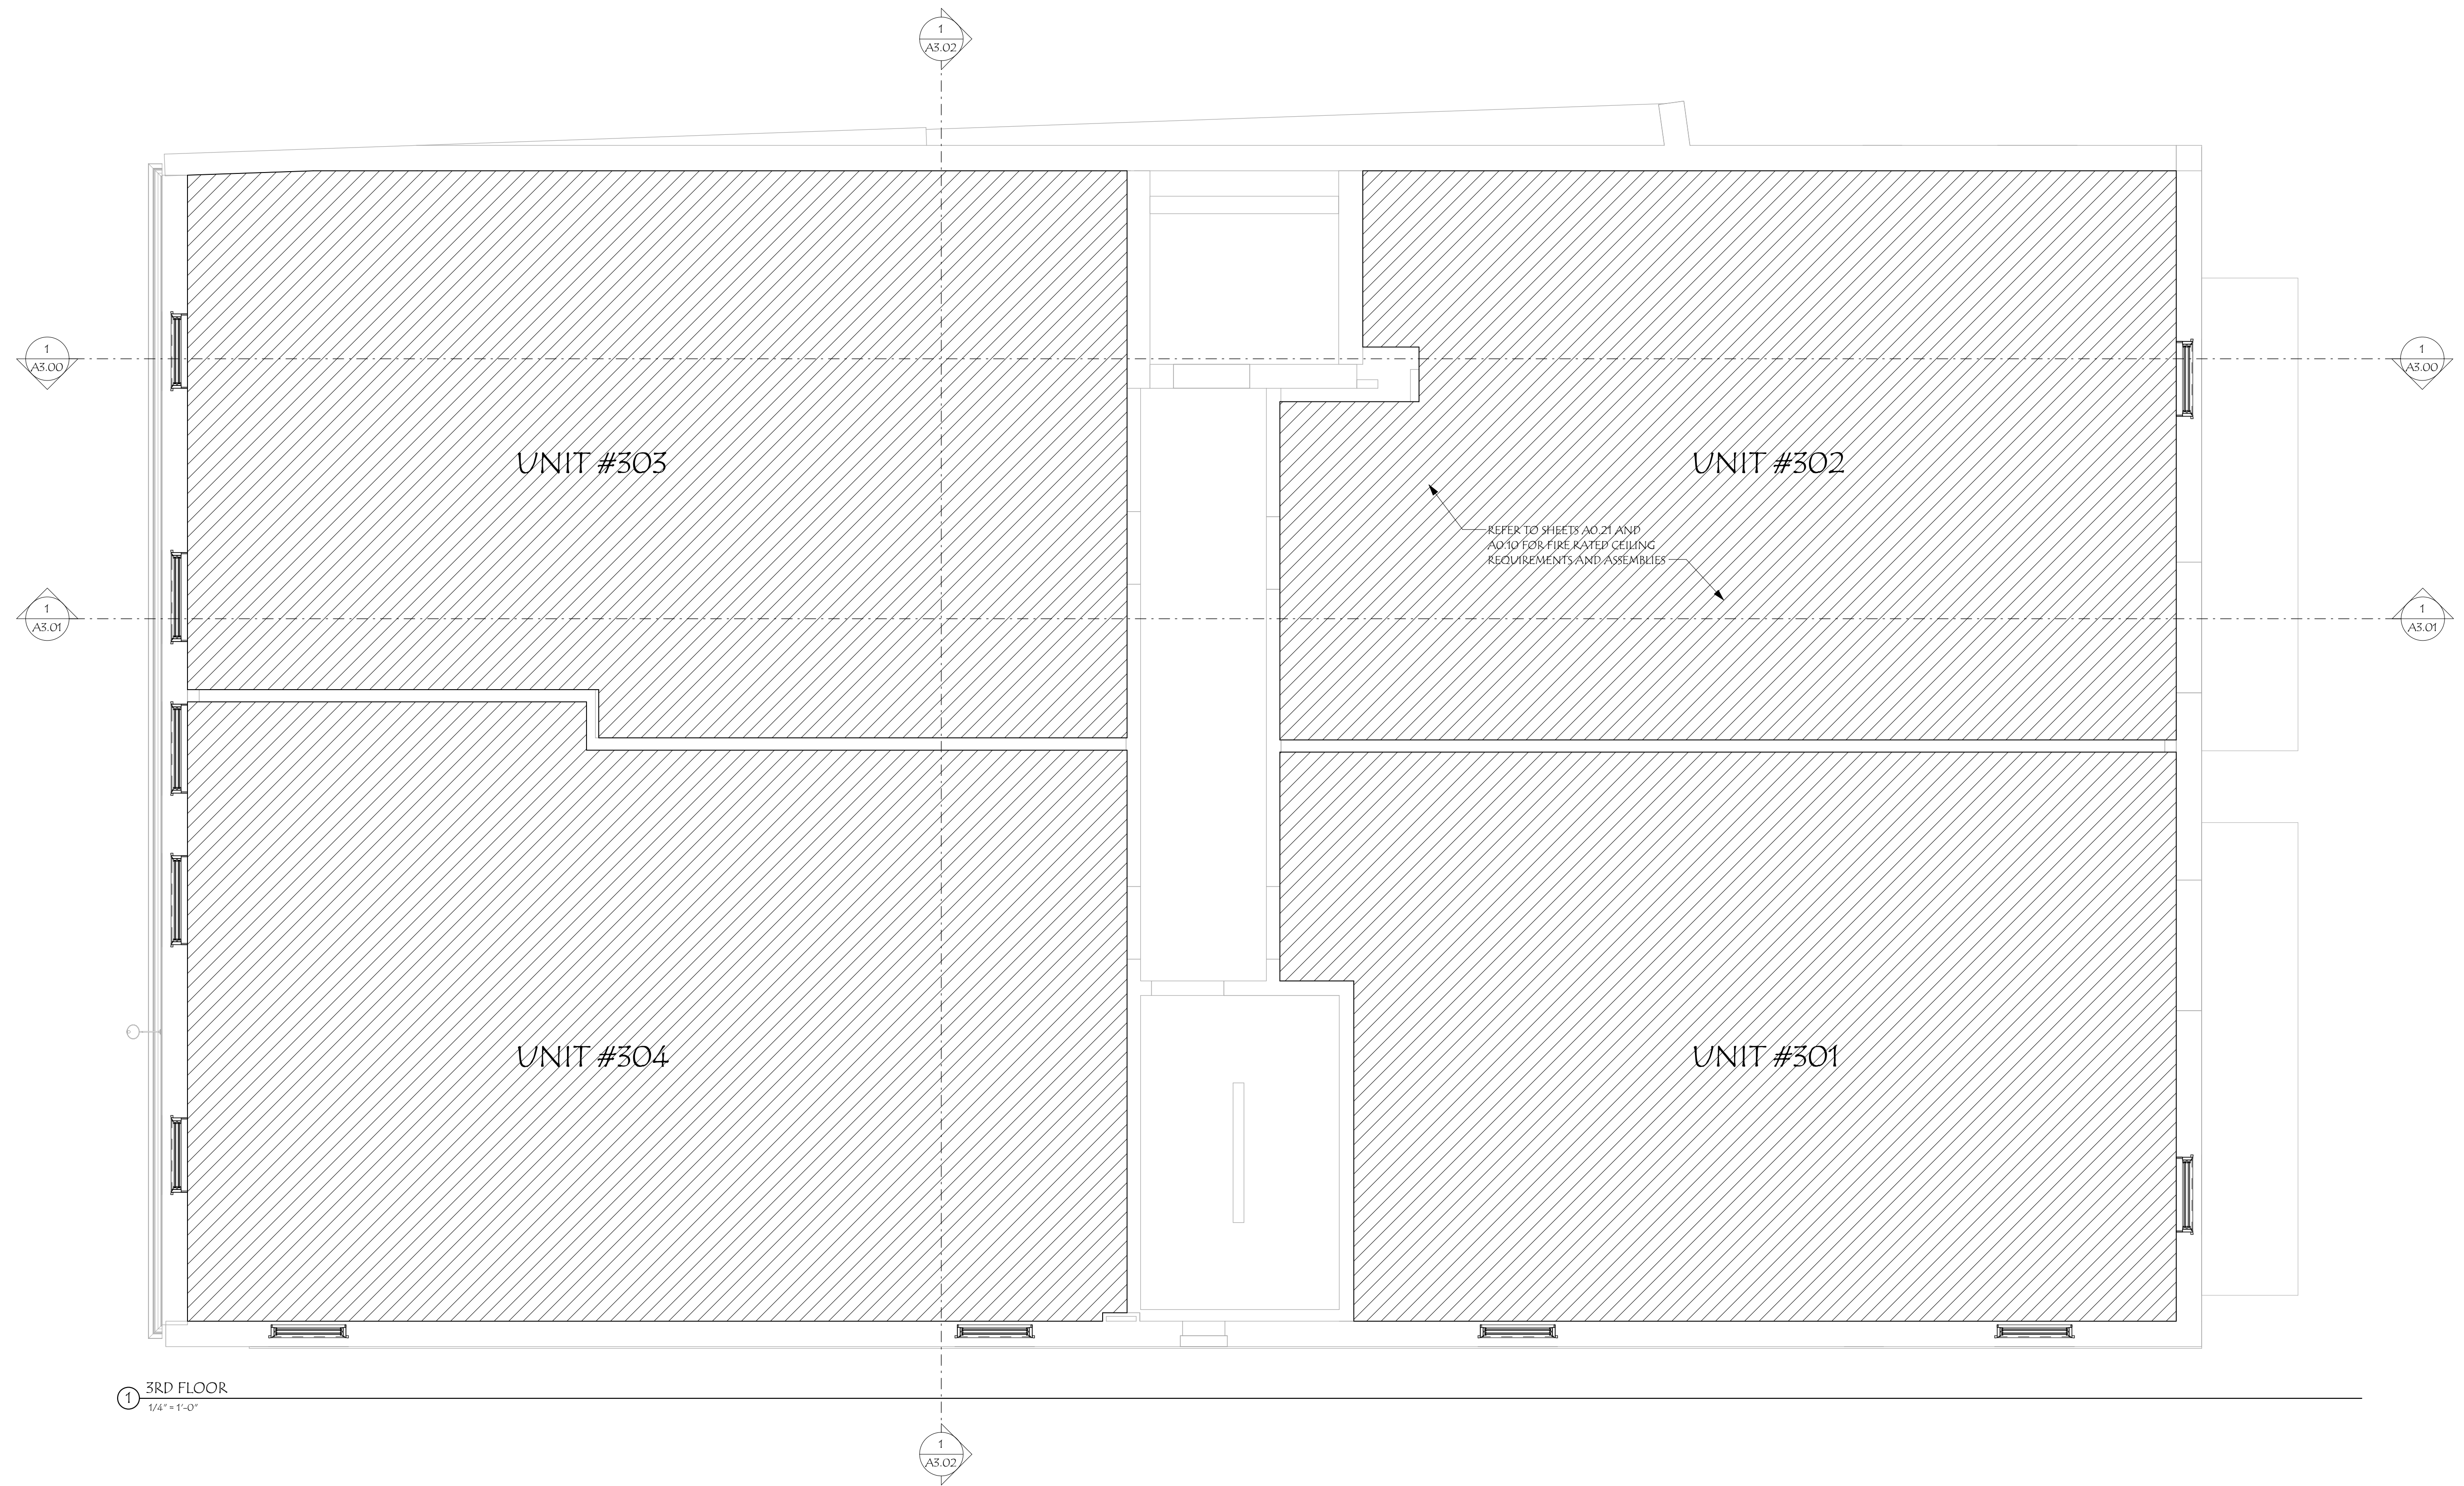 1
A3.02
1
A3.00
1
A3.00
UNIT #303
UNIT #302
REFER TO SHEETS A0.21 AND
A0.10 FOR FIRE RATED CEILING
REQUIREMENTS AND ASSEMBLIES
1
A3.01
1
A3.01
UNIT #304
UNIT #301
1
3RD FLOOR
1/4" = 1'-0"
1
A3.02